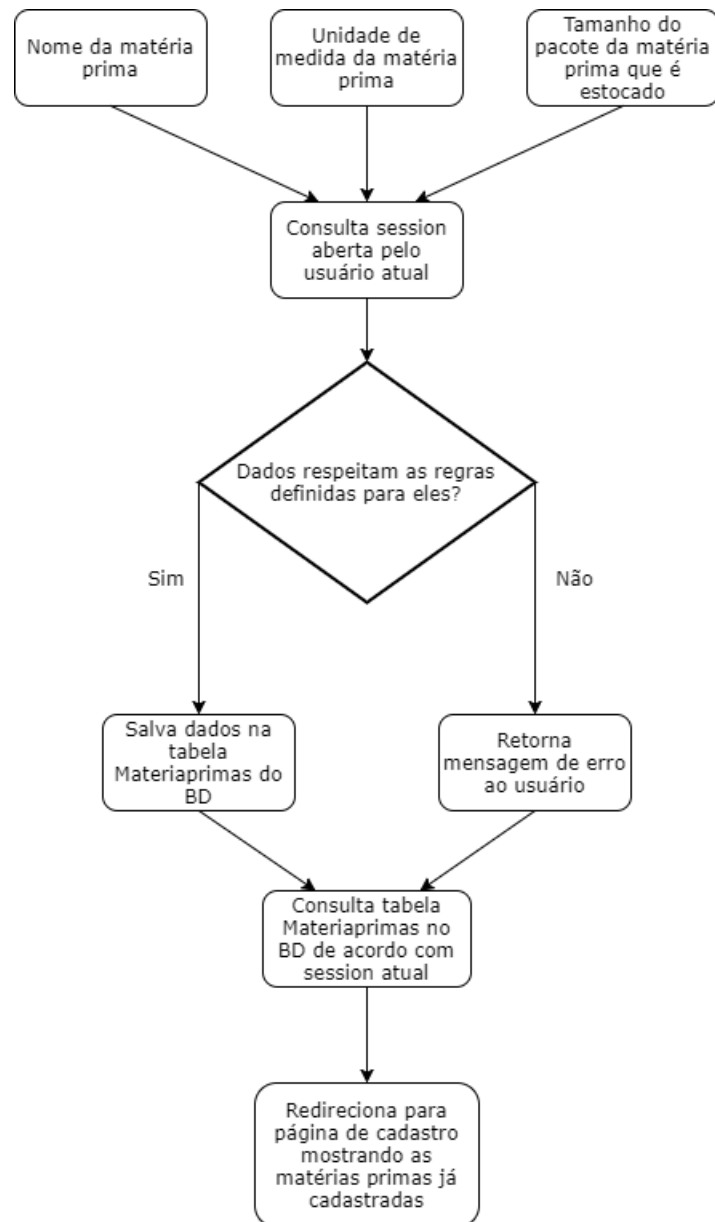 Nome da matéria
prima
Unidade de
medida da matéria
prima
Tamanho do
pacote da matéria
prima que é
estocado
Consulta session
aberta pelo
usuário atual
Dados respeitam as regras
definidas para eles?
Sim
Não
Salva dados na
tabela
Materiaprimas do
BD
Retorna
mensagem de erro
ao usuário
Consulta tabela
Materiaprimas no
BD de acordo com
session atual
Redireciona para
página de cadastro
mostrando as
matérias primas já
cadastradas